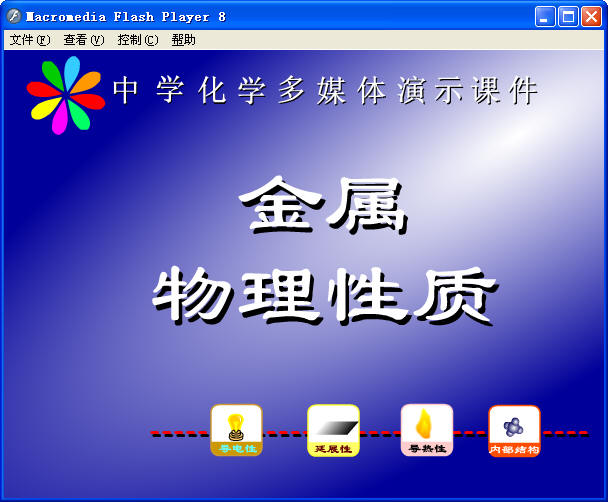 Macromedia Flash Player 8
文件(F) 查看(V) 控制(C) 帮助
中学化学多媒体演示课件
金属
物理性质
导电性 延展性 导热性 内部结构